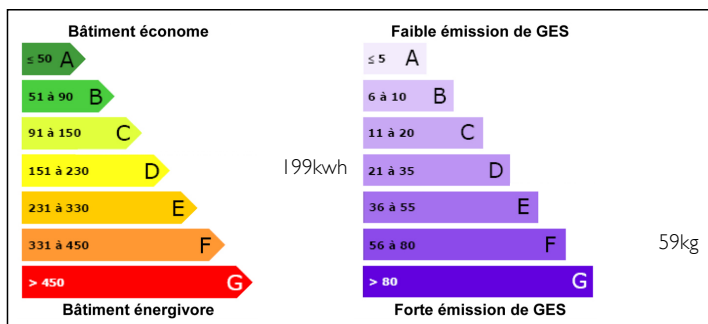 Bâtiment économe
≤ 50 A
51 à 90 B
91 à 150 C
151 à 230 D
199kwh
231 à 330 E
331 à 450 F
> 450 G
Bâtiment énergivore
Faible émission de GES
≤ 5 A
6 à 10 B
11 à 20 C
21 à 35 D
36 à 55 E
56 à 80 F
59kg
> 80 G
Forte émission de GES